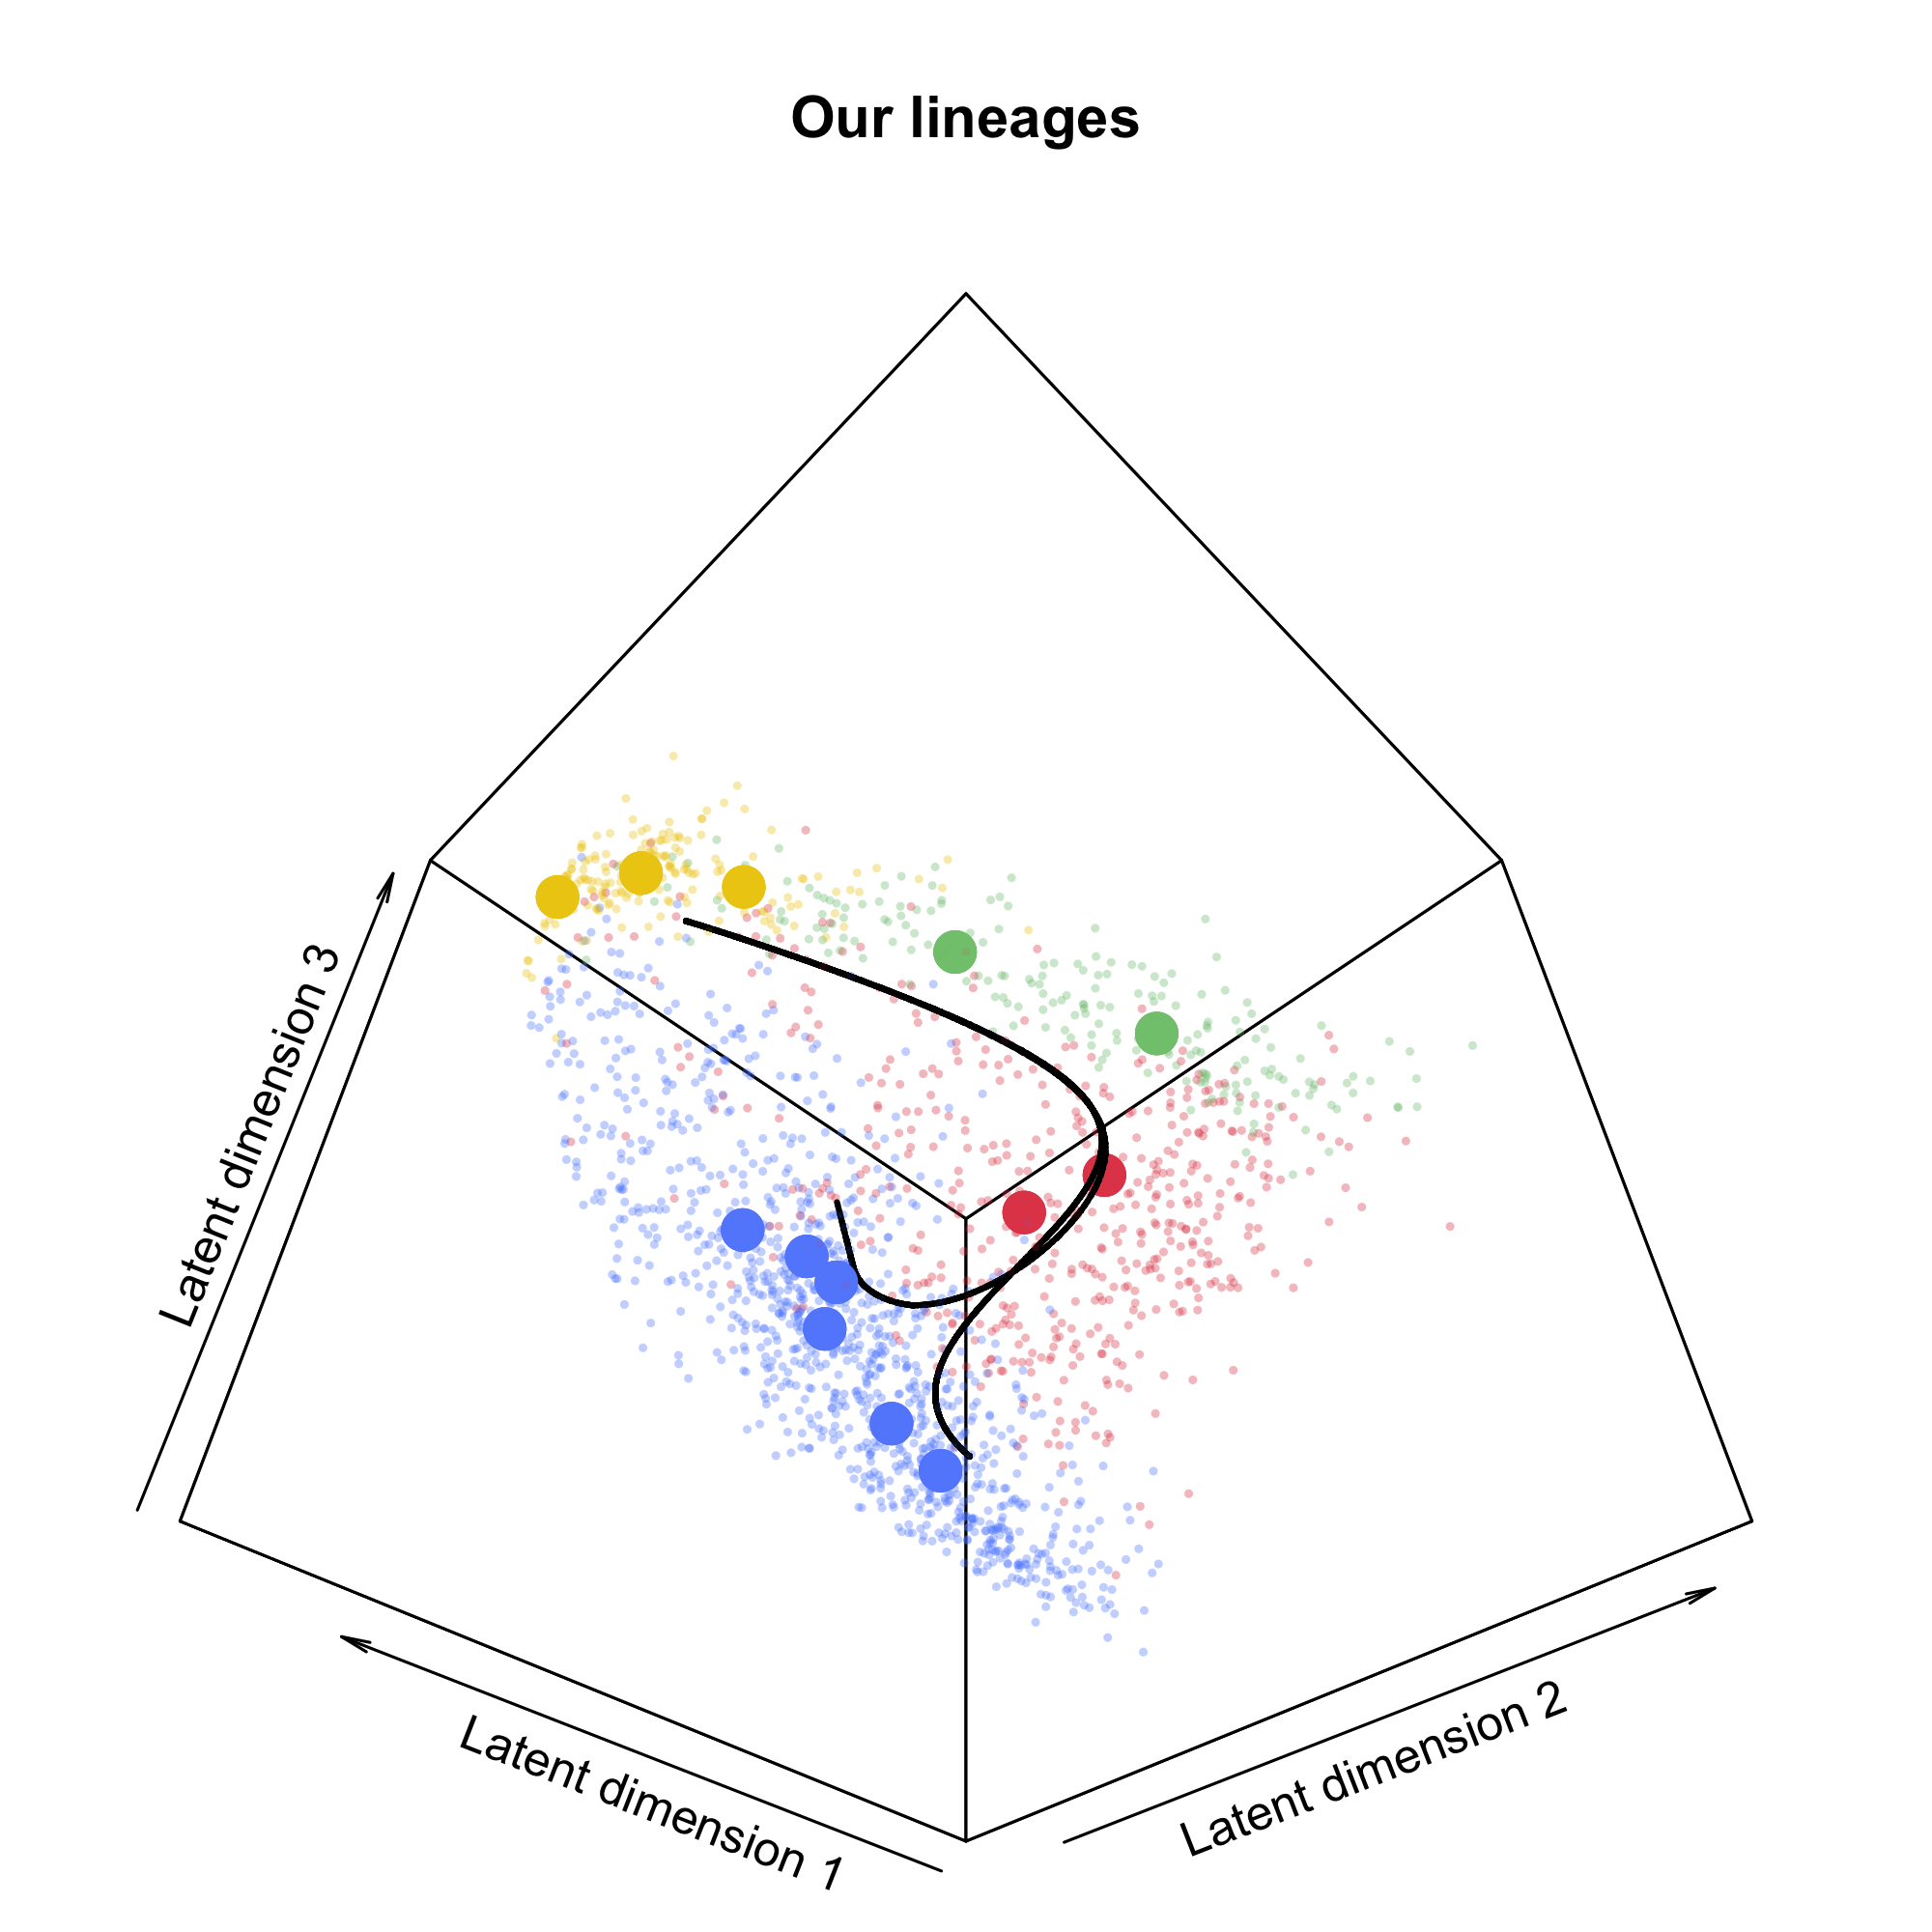 Our lineages
Latent dimension 3
Latent dimension 1
Latent dimension 2